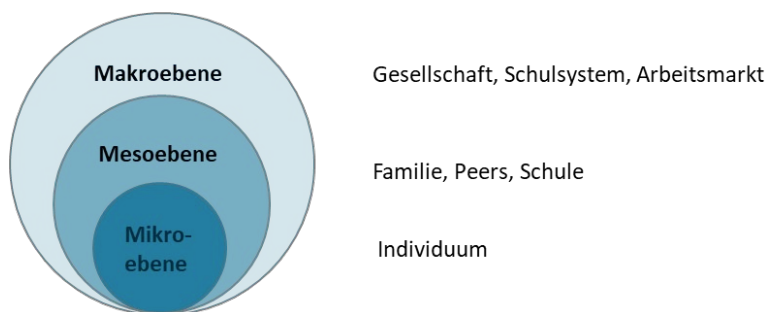 Makroebene
Gesellschaft, Schulsystem, Arbeitsmarkt
Mesoebene
Familie, Peers, Schule
Mikro-
ebene
Individuum